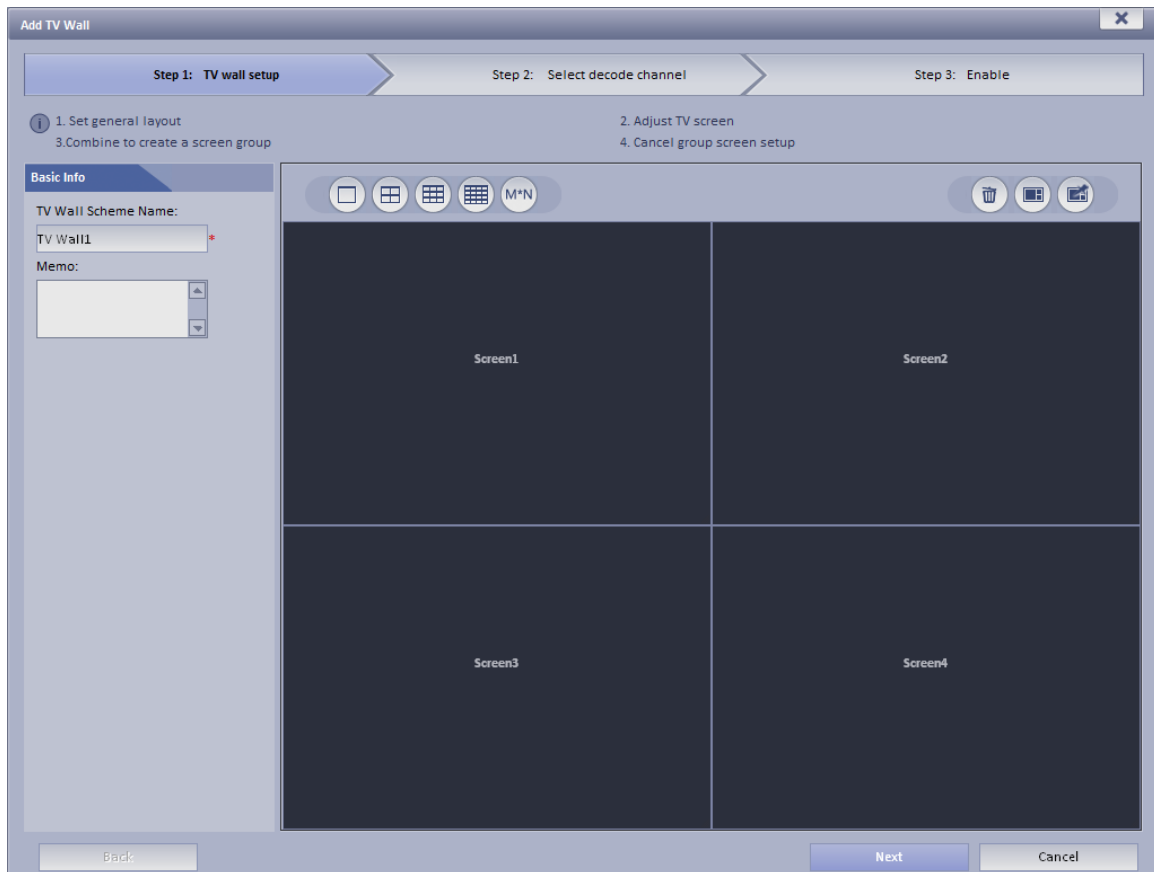 Add TV Wall
Step 1: TV wall setup
Step 2: Select decode channel
Step 3: Enable
1. Set general layout
2. Adjust TV screen
3.Combine to create a screen group
4. Cancel group screen setup
Basic Info
TV Wall Scheme Name:
TV Wall1 *
Memo:
M*N
Screen1
Screen2
Screen3
Screen4
Back
Next
Cancel